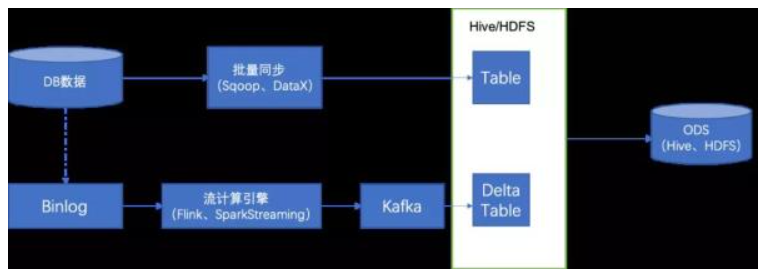 Hive/HDFS
DB数据
批量同步
(Sqoop、DataX)
Table
ODS
(Hive、HDFS)
Binlog
流计算引擎
(Flink、SparkStreaming)
Kafka
Delta
Table